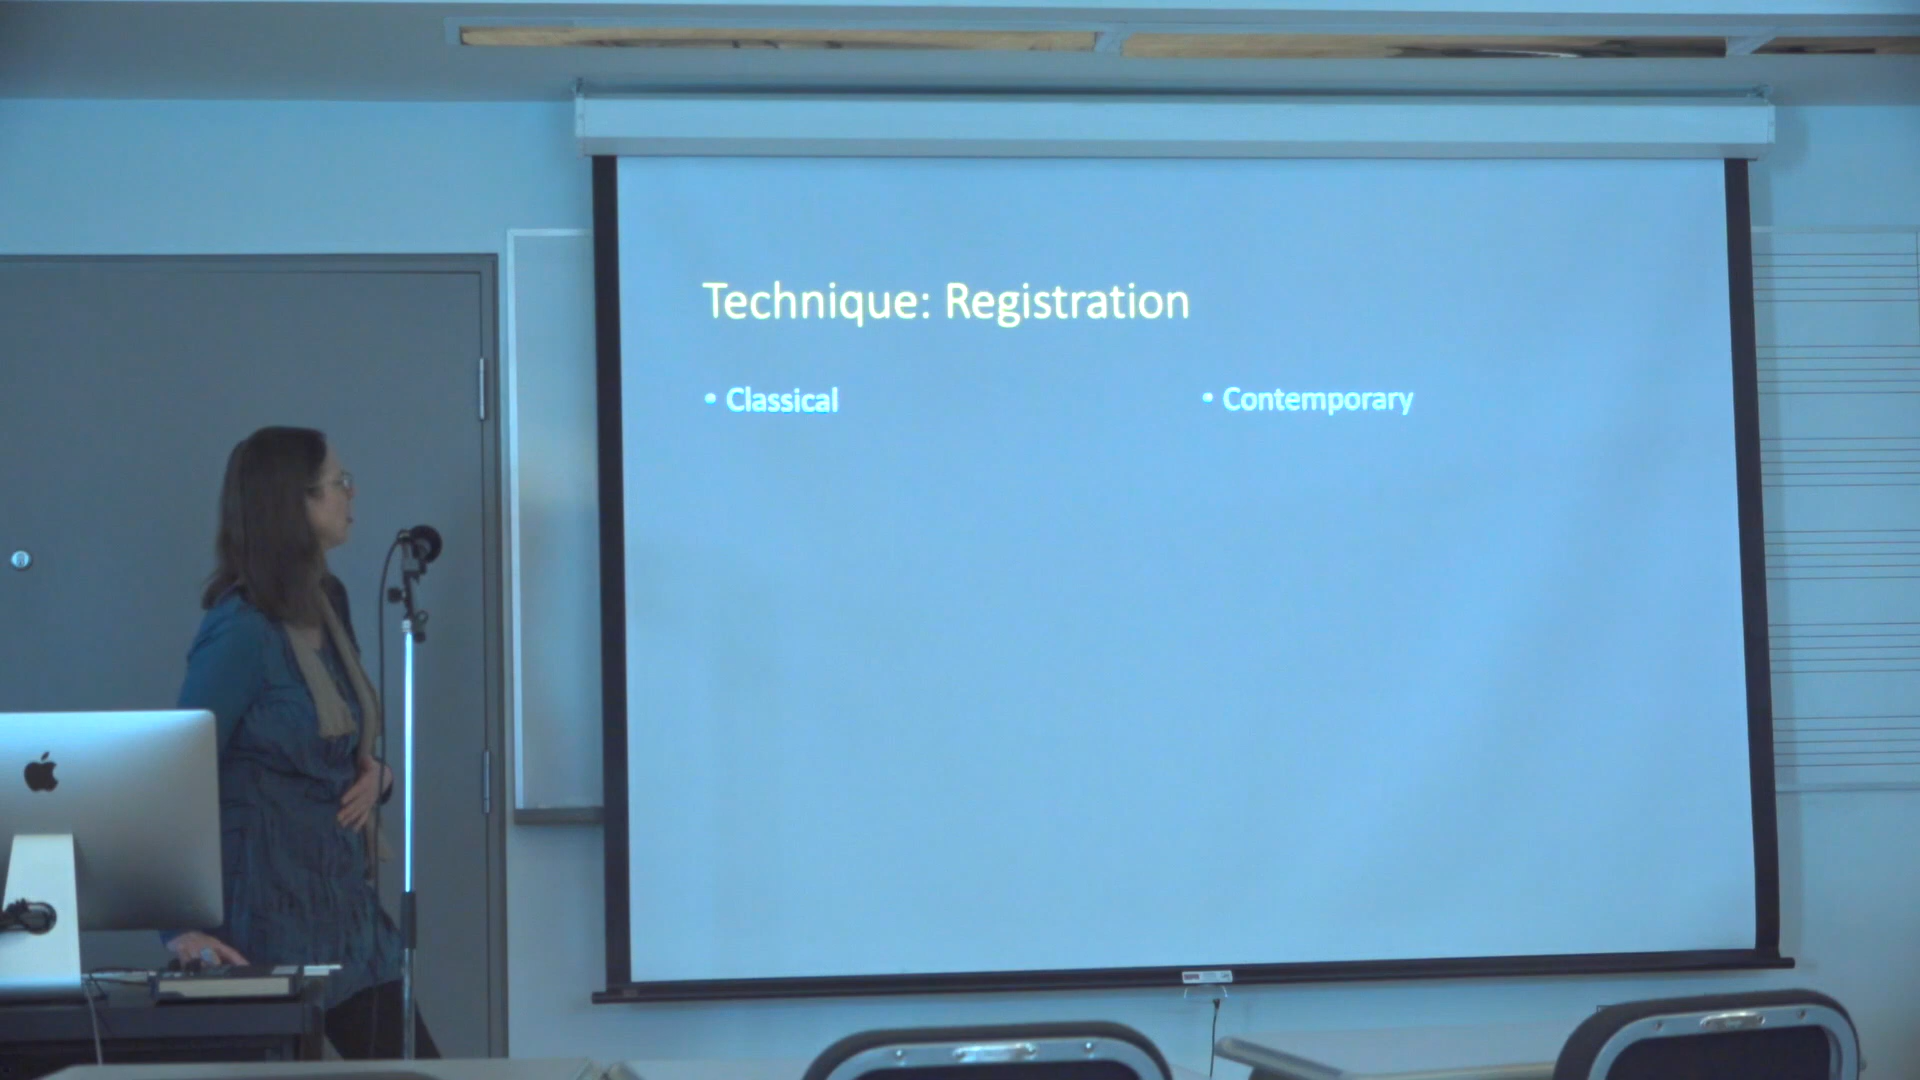 Technique: Registration
• Classical
• Contemporary